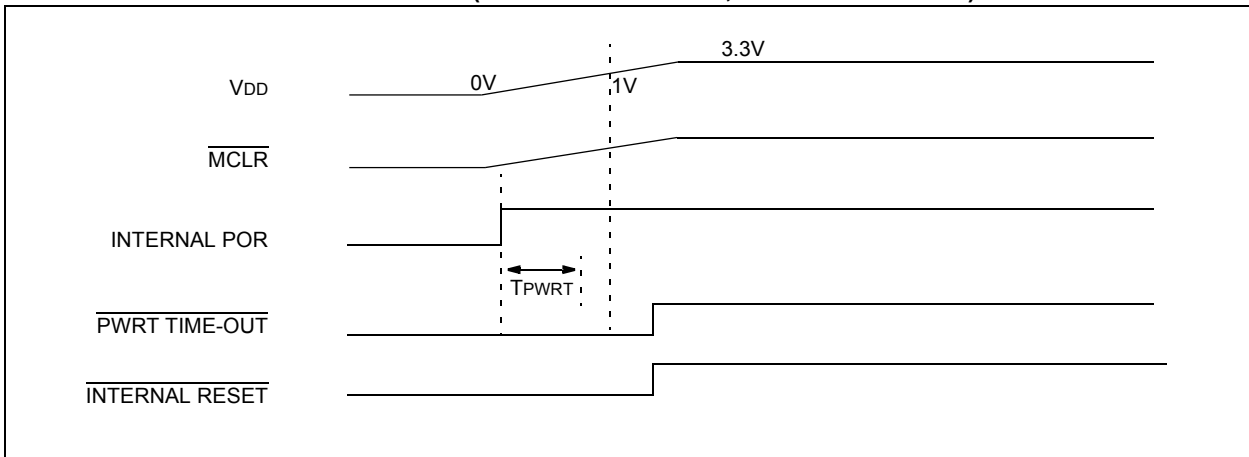 3.3V
VDD
0V
1V
MCLR
INTERNAL POR
TPWRT
PWRT TIME-OUT
INTERNAL RESET